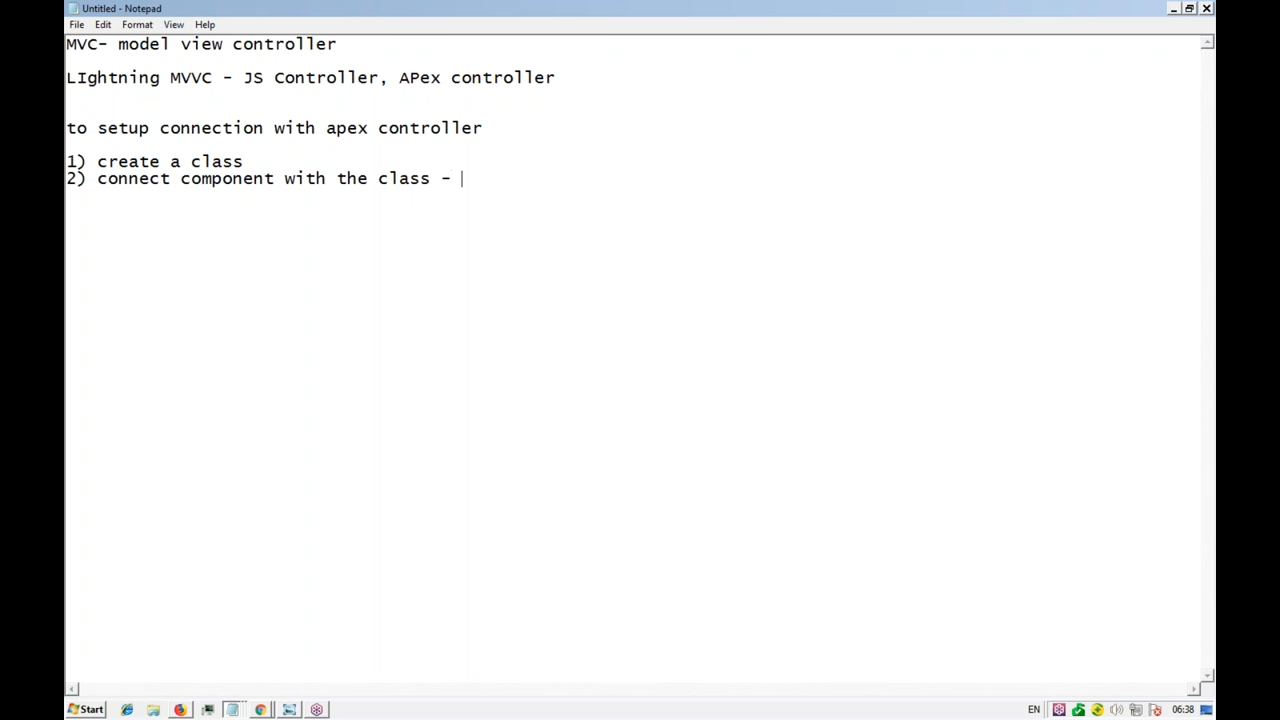 Untitled - Notepad
File Edit Format View Help
MVC- model view controller
LIghtning MVVC - JS Controller, APex controller
to setup connection with apex controller
1) create a class
2) connect component with the class -
Start
EN
06:38